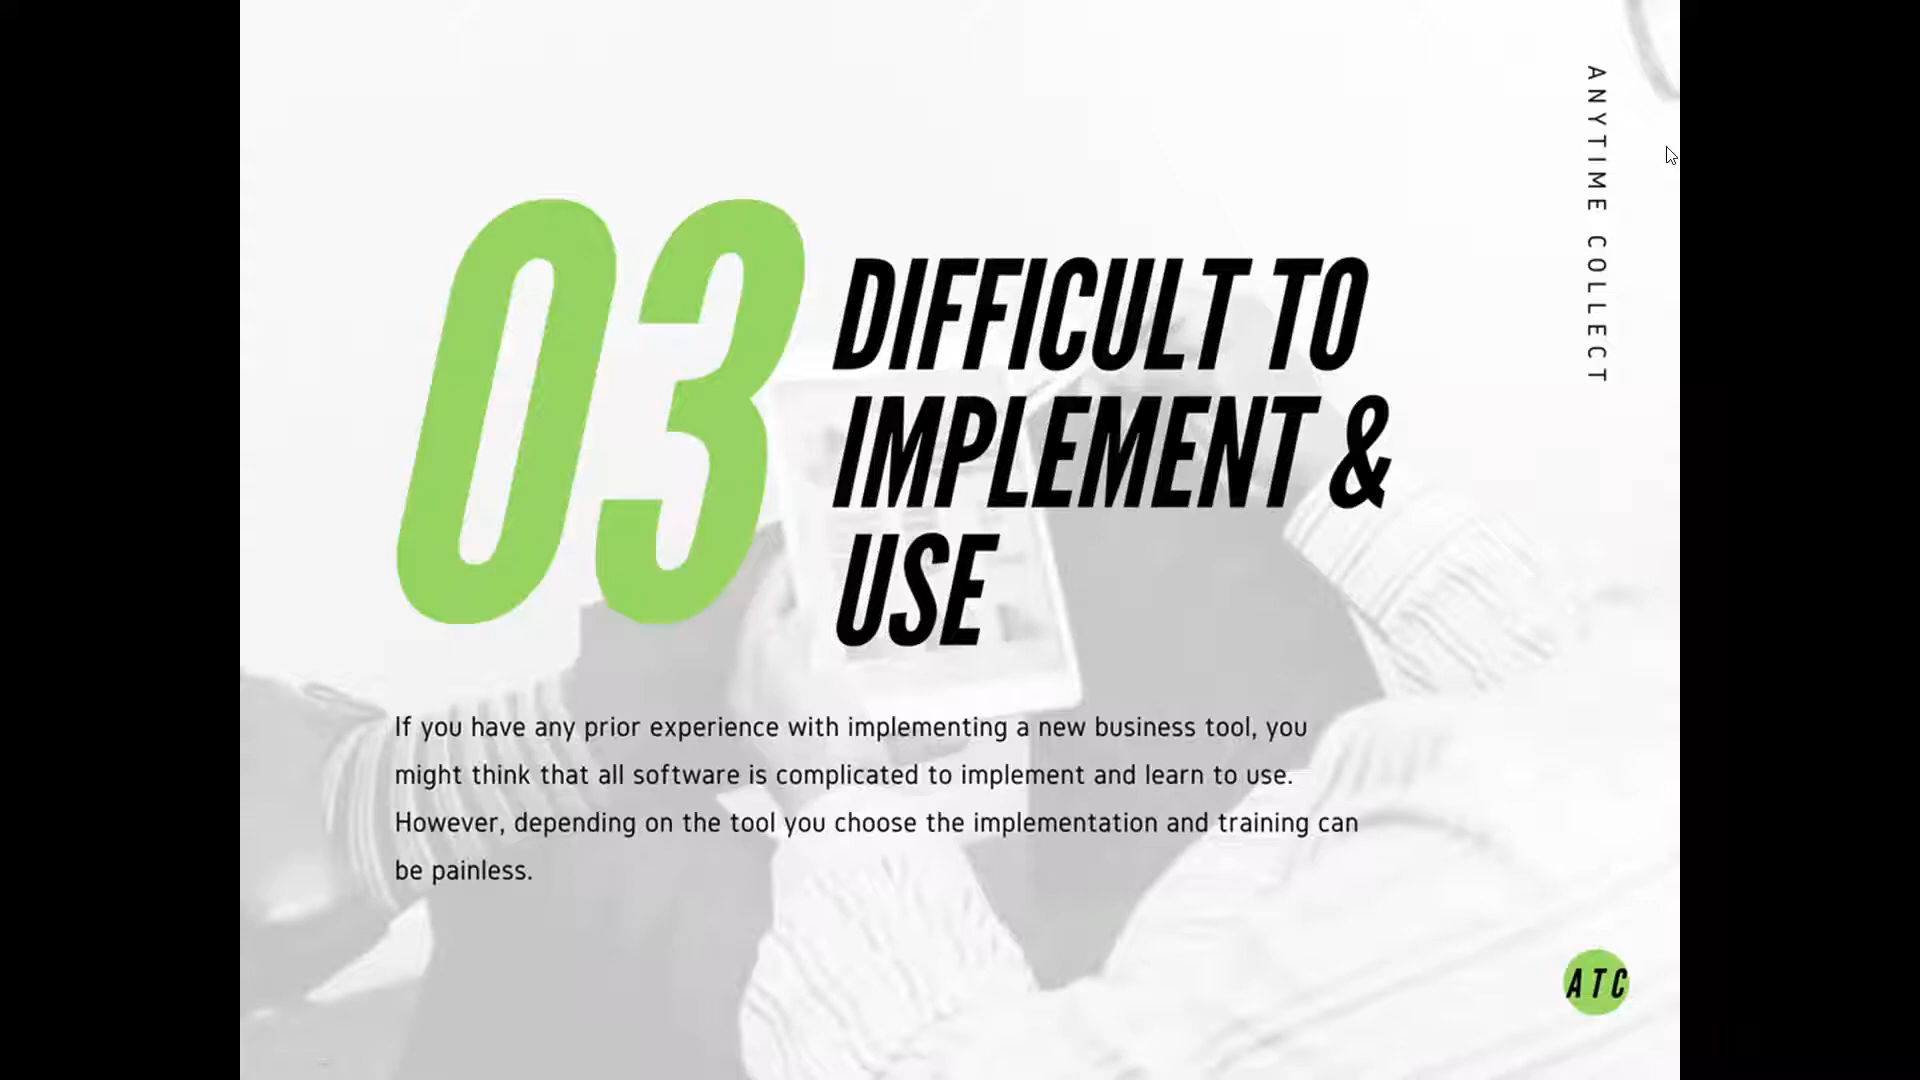 ANYTIME COLLECT
03
DIFFICULT TO
IMPLEMENT &
USE
If you have any prior experience with implementing a new business tool, you
might think that all software is complicated to implement and learn to use.
However, depending on the tool you choose the implementation and training can
be painless.
ATC